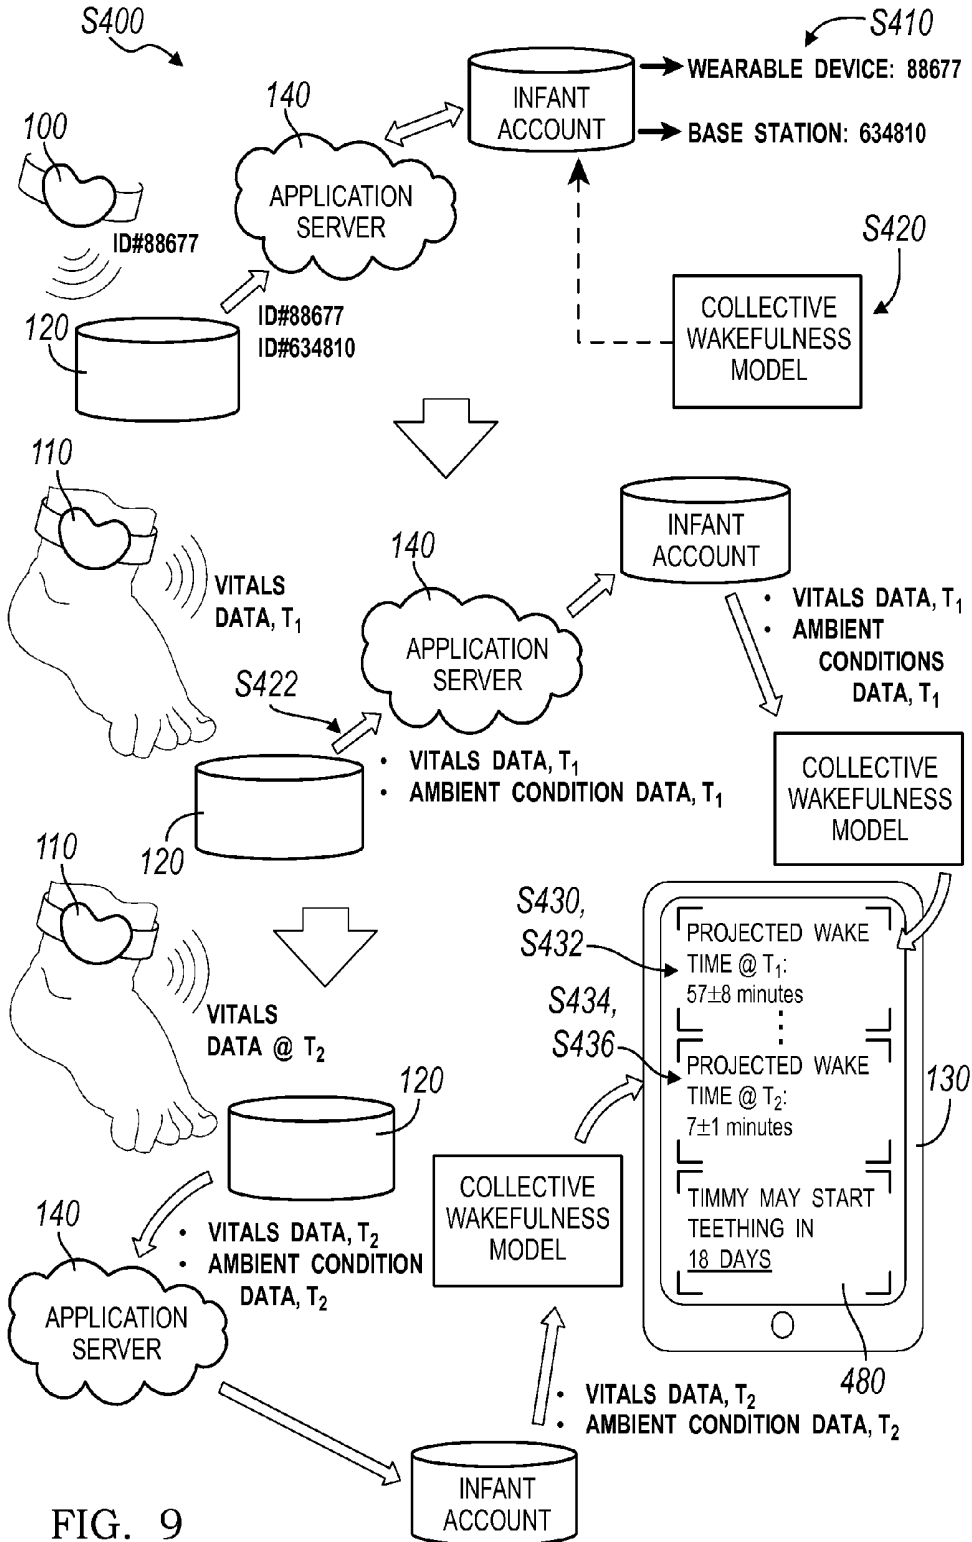 S400
S410
WEARABLE DEVICE: 88677
INFANT
ACCOUNT
BASE STATION: 634810
140
100
APPLICATION
SERVER
ID#88677
S420
ID#88677
ID#634810
120
COLLECTIVE
WAKEFULNESS
MODEL
110
INFANT
ACCOUNT
140
VITALS
DATA, T1
• VITALS DATA, T1
• AMBIENT
CONDITIONS
DATA, T1
APPLICATION
SERVER
S422
• VITALS DATA, T1
• AMBIENT CONDITION DATA, T1
COLLECTIVE
WAKEFULNESS
MODEL
120
110
S430,
S432
PROJECTED WAKE
TIME @ T1:
57±8 minutes
VITALS
DATA @ T2
S434,
S436
PROJECTED WAKE
TIME @ T2:
7±1 minutes
130
120
COLLECTIVE
WAKEFULNESS
MODEL
TIMMY MAY START
TEETHING IN
18 DAYS
140
• VITALS DATA, T2
• AMBIENT CONDITION
DATA, T2
APPLICATION
SERVER
480
• VITALS DATA, T2
• AMBIENT CONDITION DATA, T2
INFANT
ACCOUNT
FIG. 9